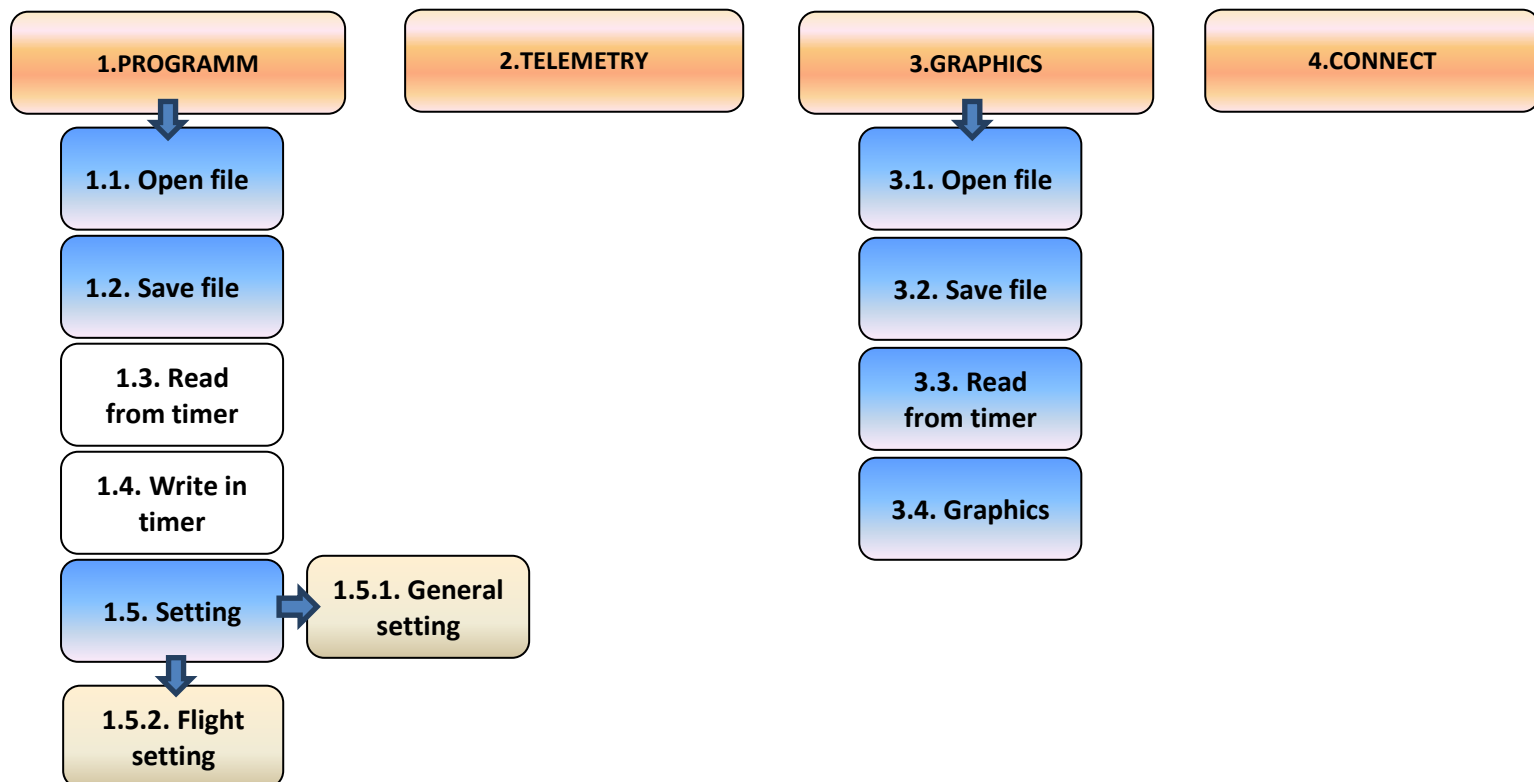 1.PROGRAMM
2.TELEMETRY
3.GRAPHICS
4.CONNECT
1.1. Open file
3.1. Open file
1.2. Save file
3.2. Save file
1.3. Read
from timer
3.3. Read
from timer
1.4. Write in
timer
3.4. Graphics
1.5. Setting
1.5.1. General
setting
1.5.2. Flight
setting